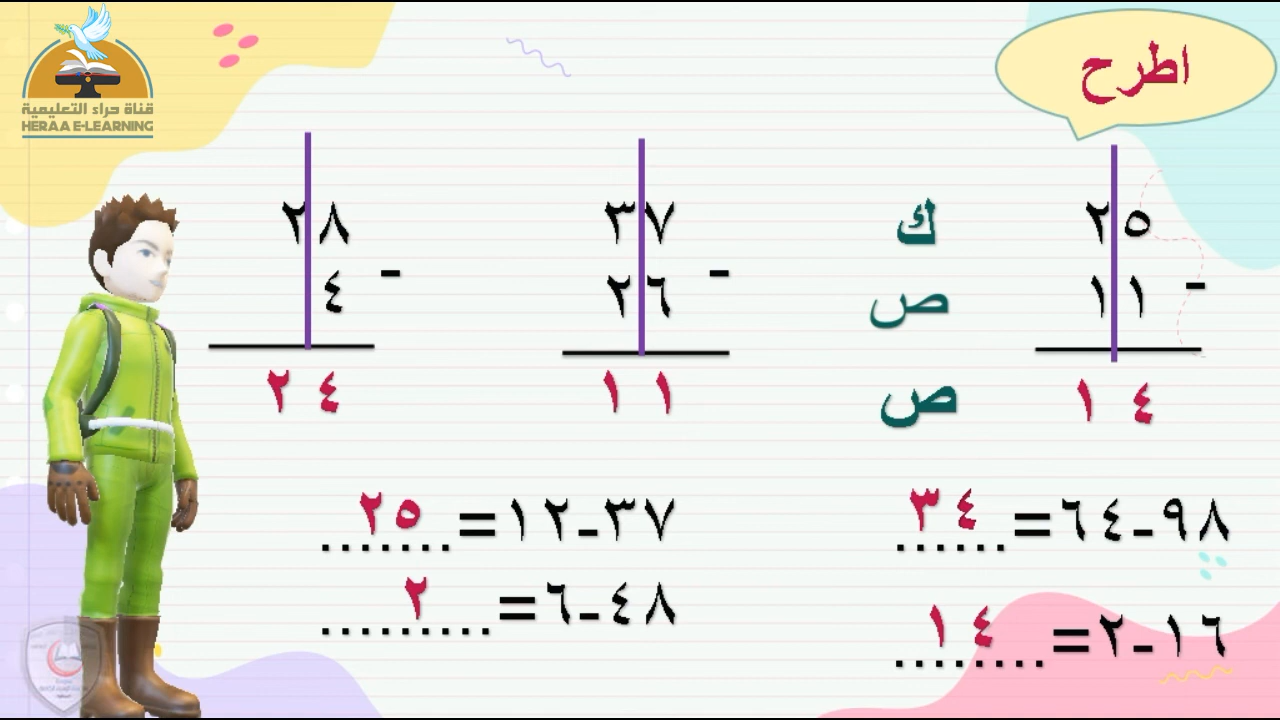 قناة حراء التعليمية
HERAA E-LEARNING
اطرح
٢٥ ٣٧ ٢٨
- ١١ - ٢٦ - ٤
١٤ ١١ ٢٤
ك
ص
ص
٩٨-٦٤= ٣٤ ......
٣٧-١٢= ٢٥ .......
١٦-٢= ١٤ ........
٤٨-٦= ٢ .........